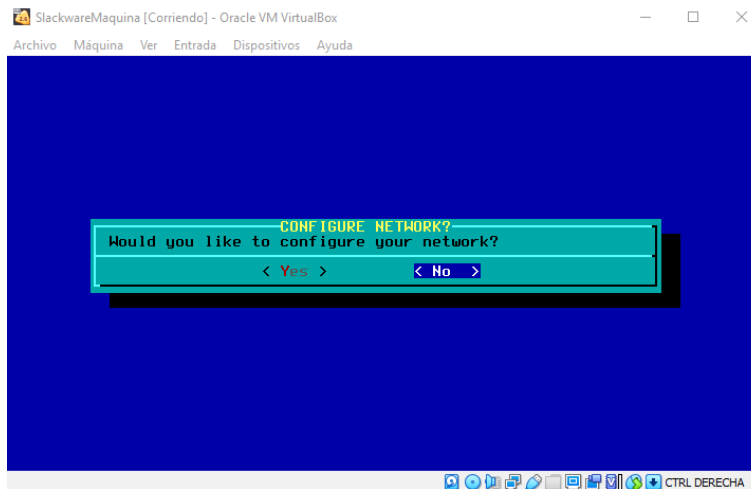 SlackwareMaquina [Corriendo] - Oracle VM VirtualBox
Archivo Máquina Ver Entrada Dispositivos Ayuda
CONFIGURE NETWORK?
Would you like to configure your network?
< Yes > < No >
CTRL DERECHA